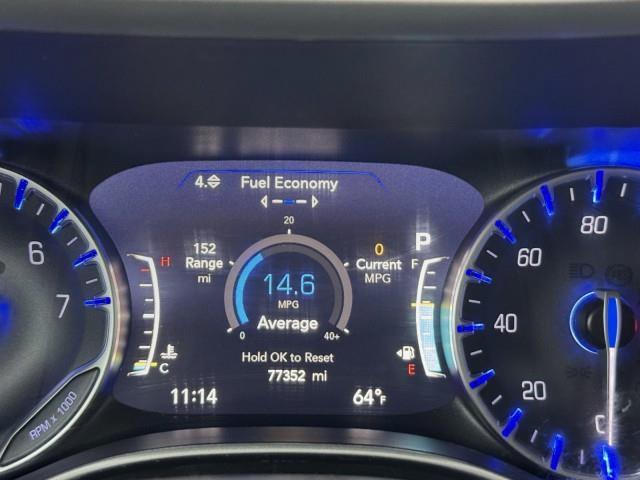 4. Fuel Economy
20
152
Range
mi
0
Current
MPG
14.6
MPG
Average
0
40+
Hold OK to Reset
77352 mi
11:14
64°F
P
H
C
F
E
6
7
RPM x 1000
80
60
40
20